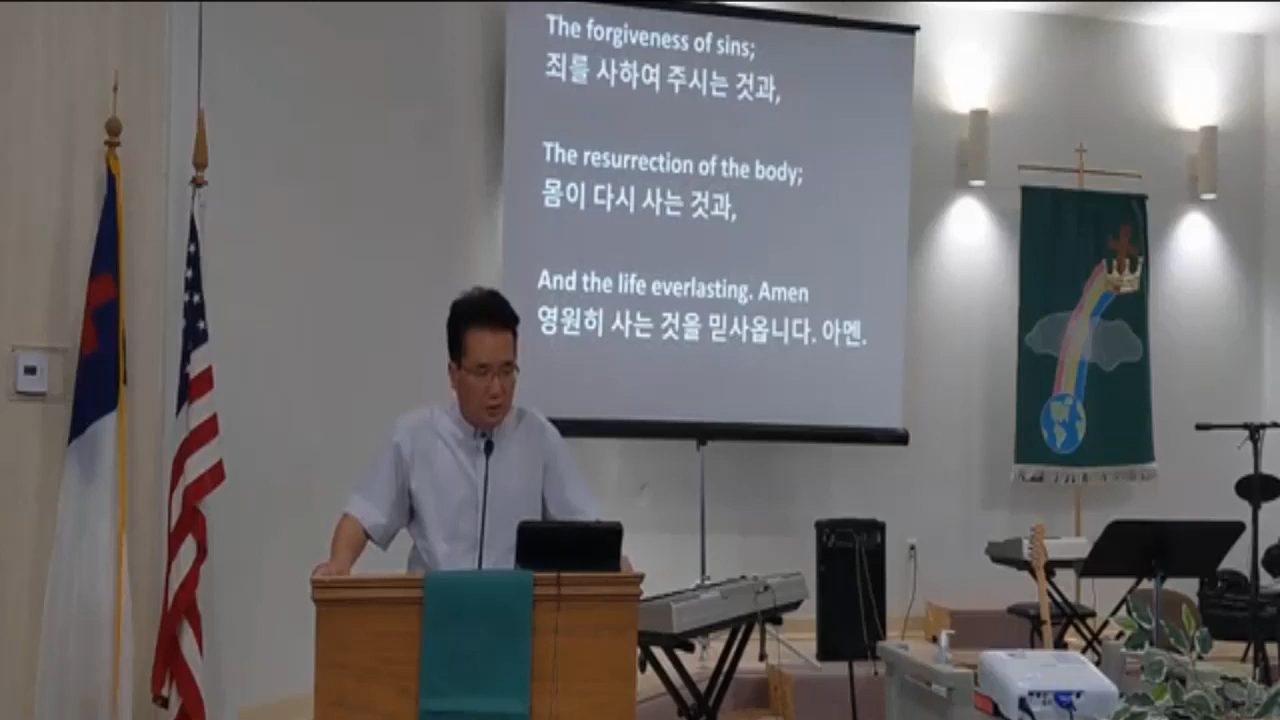 The forgiveness of sins;
죄를 사하여 주시는 것과,
The resurrection of the body;
몸이 다시 사는 것과,
And the life everlasting. Amen
영원히 사는 것을 믿사옵니다. 아멘.